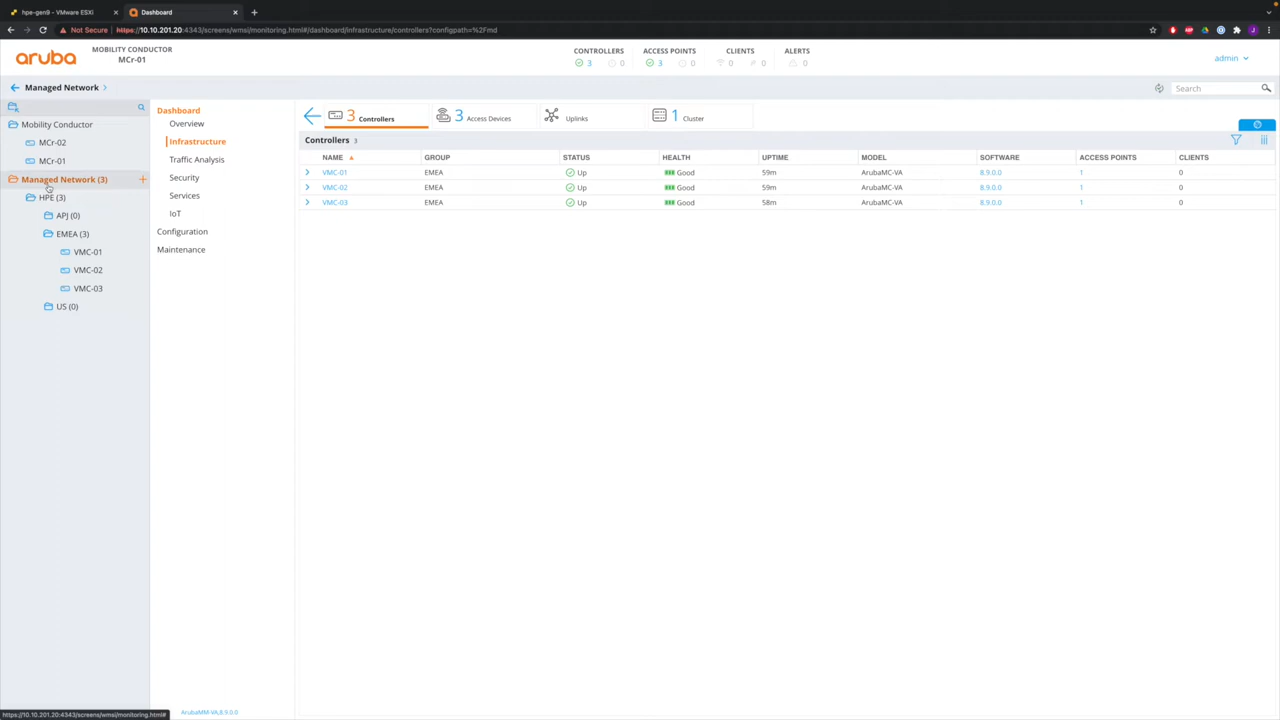 hpe-gen9 - VMware ESXi
Dashboard
Not Secure https://10.10.201.20:4343/screens/wmsi/monitoring.html#/dashboard/infrastructure/controllers?configpath=%2Fmd
aruba
MOBILITY CONDUCTOR
MCr-01
CONTROLLERS
3 0
ACCESS POINTS
3 0
CLIENTS
0 0
ALERTS
0
admin
Managed Network
Search
Mobility Conductor
MCr-02
MCr-01
Managed Network (3)
HPE (3)
APJ (0)
EMEA (3)
VMC-01
VMC-02
VMC-03
US (0)
Dashboard
Overview
Infrastructure
Traffic Analysis
Security
Services
IoT
Configuration
Maintenance
3 Controllers
3 Access Devices
Uplinks
1 Cluster
Controllers 3
NAME GROUP STATUS HEALTH UPTIME MODEL SOFTWARE ACCESS POINTS CLIENTS
VMC-01 EMEA Up Good 59m ArubaMC-VA 8.9.0.0 1 0
VMC-02 EMEA Up Good 59m ArubaMC-VA 8.9.0.0 1 0
VMC-03 EMEA Up Good 58m ArubaMC-VA 8.9.0.0 1 0
https://10.10.201.20:4343/screens/wmsi/monitoring.html#
ArubaMM-VA,8.9.0.0